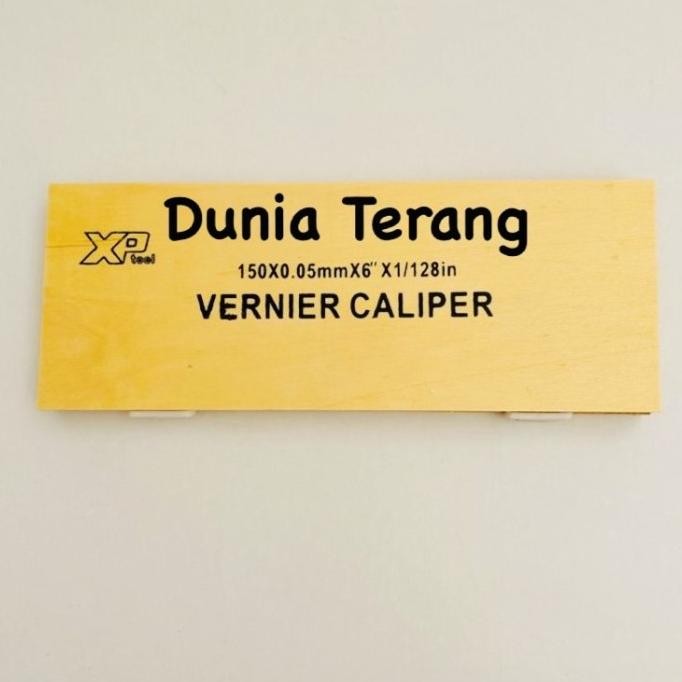 Dunia Terang
XP tool
150X0.05mmX6″X1/128in
VERNIER CALIPER